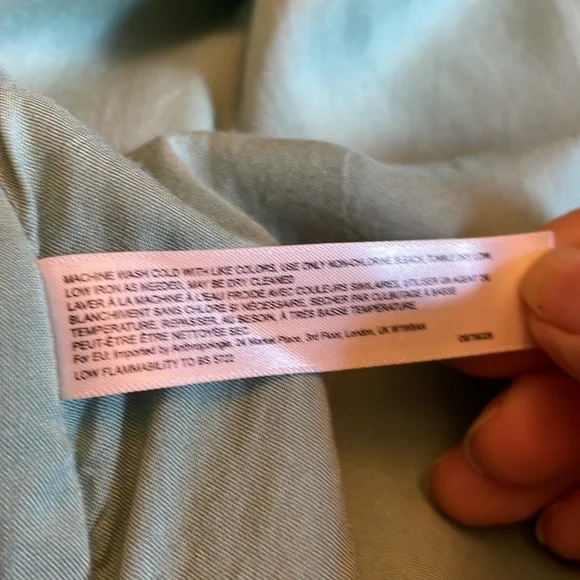 MACHINE WASH COLD WITH LIKE COLORS, USE ONLY NON-CHLORINE BLEACH, TUMBLE DRY LOW,
LOW IRON AS NEEDED, MAY BE DRY CLEANED
LAVER À LA MACHINE À L'EAU FROIDE AVEC COULEURS SIMILAIRES, UTILISER UN AGENT DE
BLANCHIMENT SANS CHLORE SI NÉCESSAIRE. SÉCHER PAR CULBUTAGE À BASSE
TEMPÉRATURE, REPASSER AU BESOIN, À TRÈS BASSE TEMPÉRATURE.
PEUT-ÊTRE ÊTRE NETTOYÉE SEC
For EU: Imported by Anthropologie, 24 Market Place, 3rd Floor, London, UK
LOW FLAMMABILITY TO BS 5722